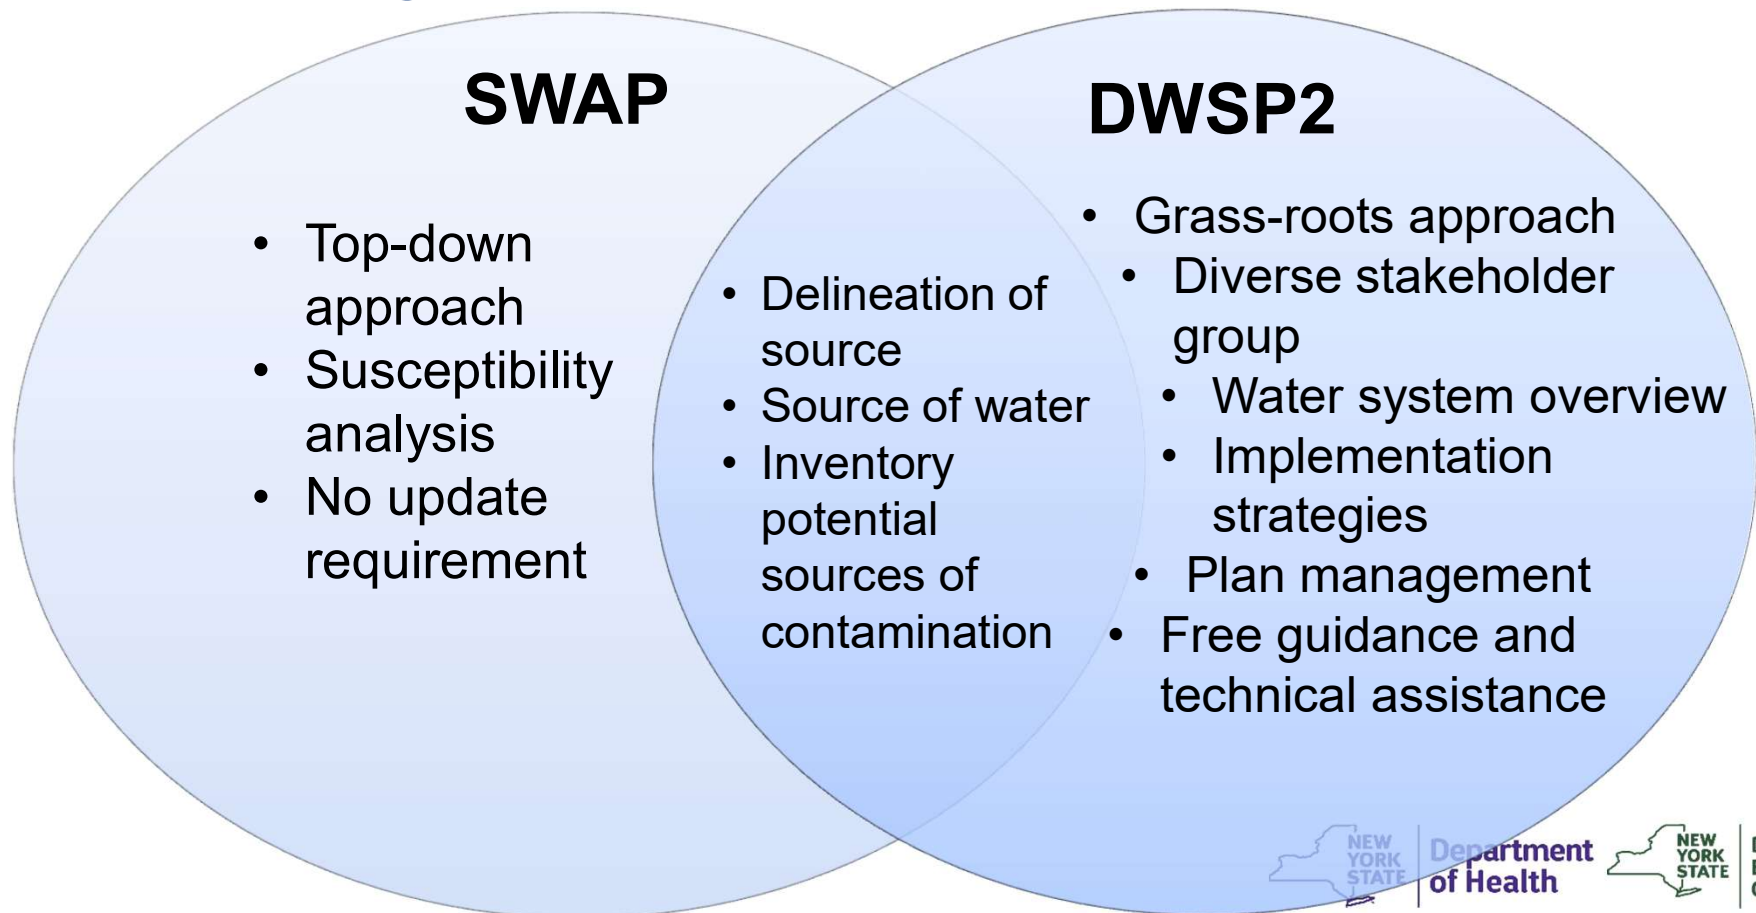 SWAP
• Top-down
approach
• Susceptibility
analysis
• No update
requirement
• Delineation of
source
• Source of water
• Inventory
potential
sources of
contamination
DWSP2
• Grass-roots approach
• Diverse stakeholder
group
• Water system overview
• Implementation
strategies
• Plan management
• Free guidance and
technical assistance
NEW
YORK
STATE
Department
of Health
NEW
YORK
STATE